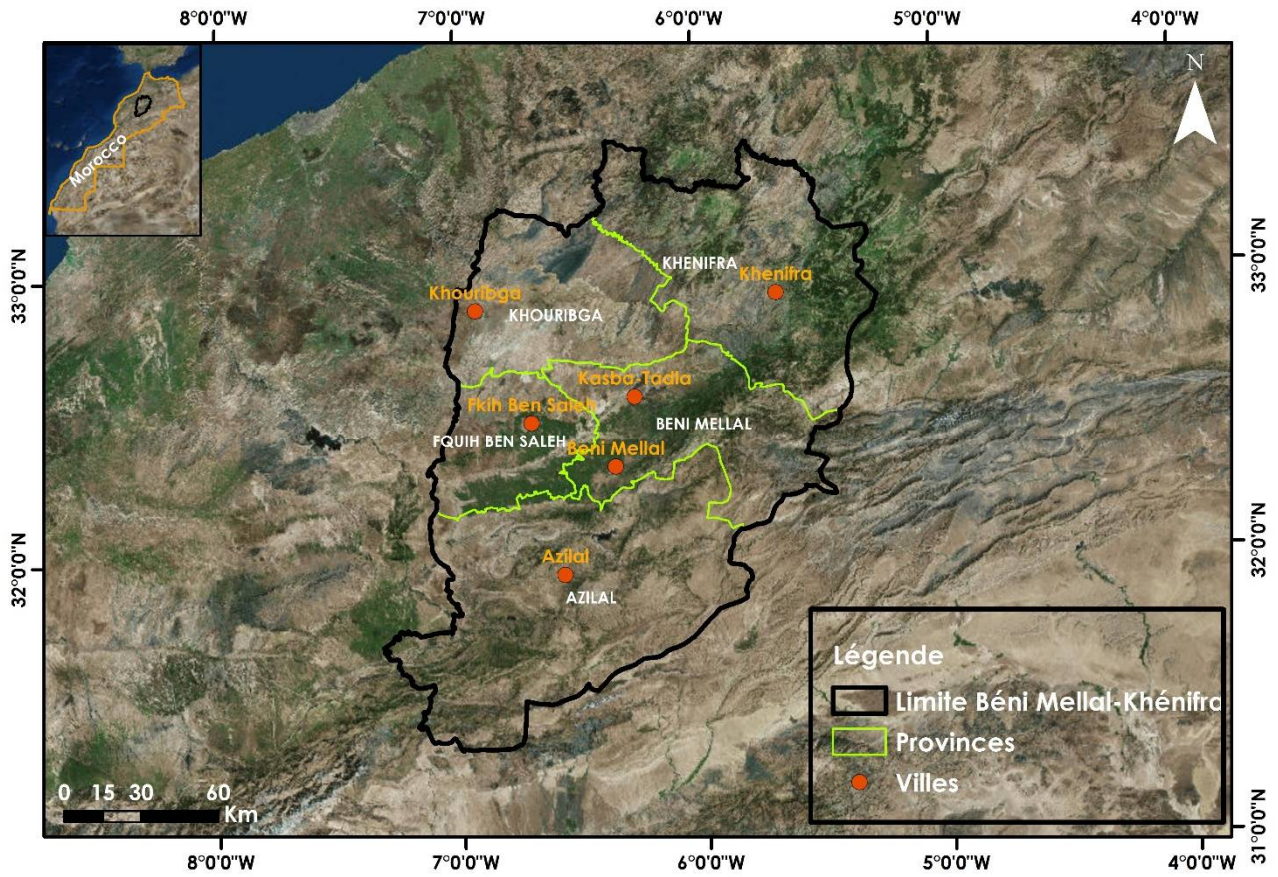 8°0'0"W 7°0'0"W 6°0'0"W 5°0'0"W 4°0'0"W
Morocco
N
33°0'0"N
33°0'0"N
32°0'0"N
32°0'0"N
31°0'0"N
KHENIFRA
Khenifra
Khouribga
KHOURIBGA
Kasba-Tadla
Fkih Ben Saleh
BENI MELLAL
FQUIH BEN SALEH
Beni Mellal
Azilal
AZILAL
Légende
Limite Béni Mellal-Khénifra
Provinces
Villes
0 15 30 60
Km
8°0'0"W 7°0'0"W 6°0'0"W 5°0'0"W 4°0'0"W